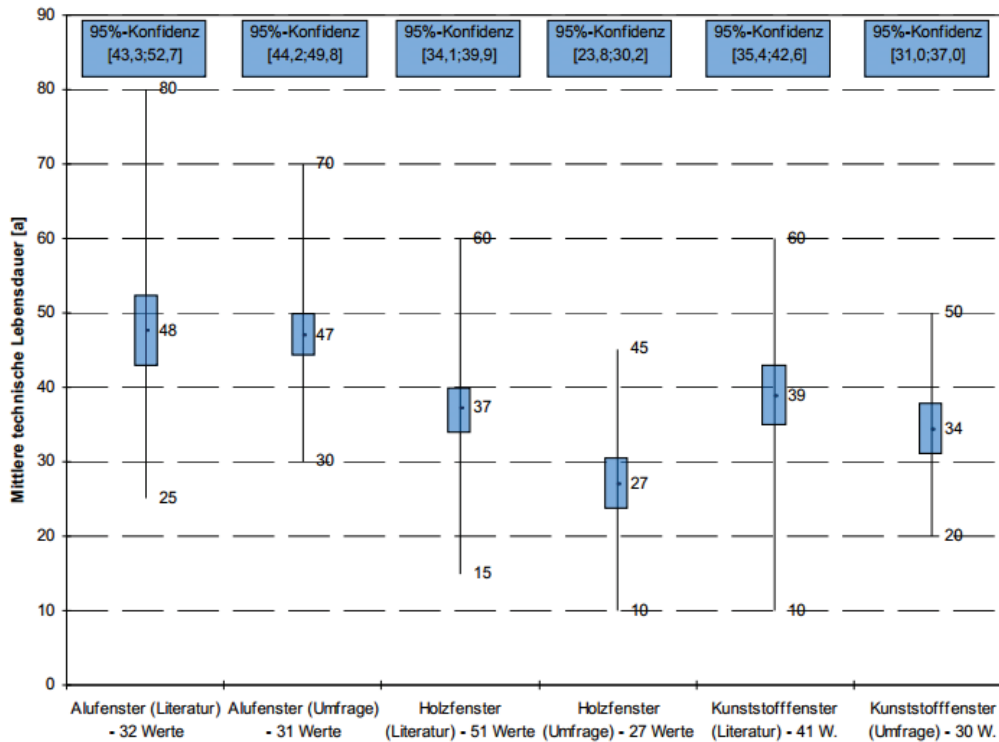 90
95%-Konfidenz
[43,3;52,7]
95%-Konfidenz
[44,2;49,8]
95%-Konfidenz
[34,1;39,9]
95%-Konfidenz
[23,8;30,2]
95%-Konfidenz
[35,4;42,6]
95%-Konfidenz
[31,0;37,0]
80
70
60
50
40
30
20
10
0
Mittlere technische Lebensdauer [a]
80
48
25
70
47
30
60
37
15
45
27
10
60
39
10
50
34
20
Alufenster (Literatur)
- 32 Werte
Alufenster (Umfrage)
- 31 Werte
Holzfenster
(Literatur) - 51 Werte
Holzfenster
(Umfrage) - 27 Werte
Kunststofffenster
(Literatur) - 41 W.
Kunstofffenster
(Umfrage) - 30 W.